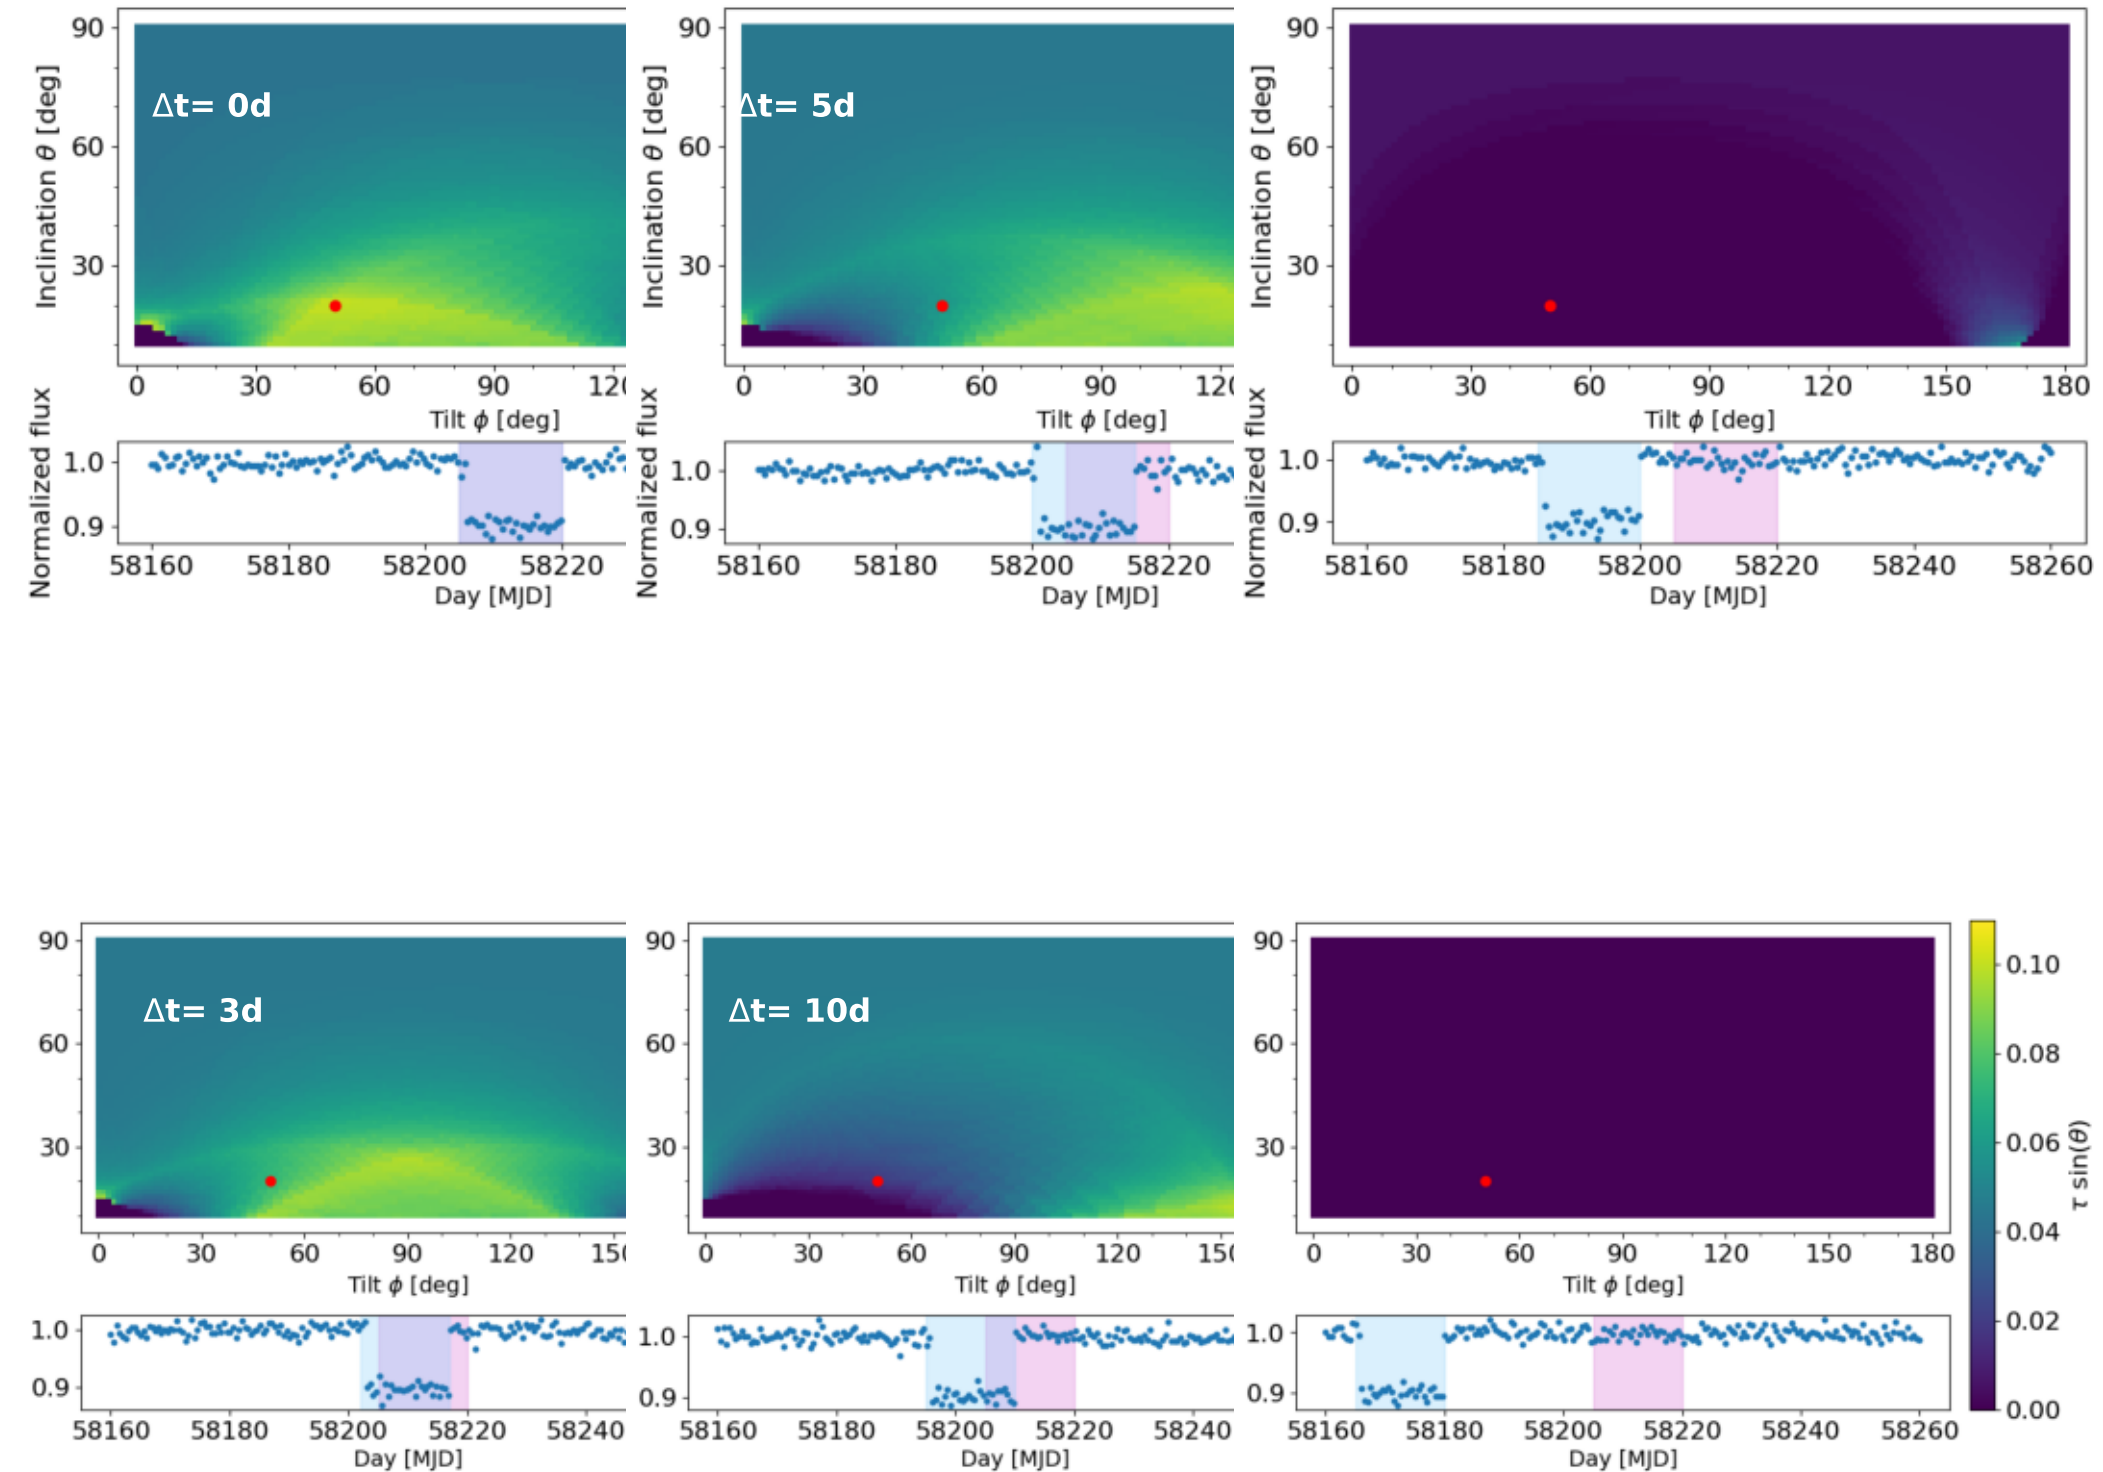 Inclination θ [deg]
90
60
30
Δt= 0d
0 30 60 90 120
Tilt ϕ [deg]
Normalized flux
1.0
0.9
58160 58180 58200 58220
Day [MJD]
Inclination θ [deg]
90
60
30
Δt= 5d
0 30 60 90 120
Tilt ϕ [deg]
Normalized flux
1.0
0.9
58160 58180 58200 58220
Day [MJD]
Inclination θ [deg]
90
60
30
0 30 60 90 120 150 180
Tilt ϕ [deg]
Normalized flux
1.0
0.9
58160 58180 58200 58220 58240 58260
Day [MJD]
90
60
30
Δt= 3d
0 30 60 90 120 150
Tilt ϕ [deg]
1.0
0.9
58160 58180 58200 58220 58240
Day [MJD]
90
60
30
Δt= 10d
0 30 60 90 120 150
Tilt ϕ [deg]
1.0
0.9
58160 58180 58200 58220 58240
Day [MJD]
90
60
30
0 30 60 90 120 150 180
Tilt ϕ [deg]
1.0
0.9
58160 58180 58200 58220 58240 58260
Day [MJD]
0.10
0.08
0.06
0.04
0.02
0.00
τ sin(θ)